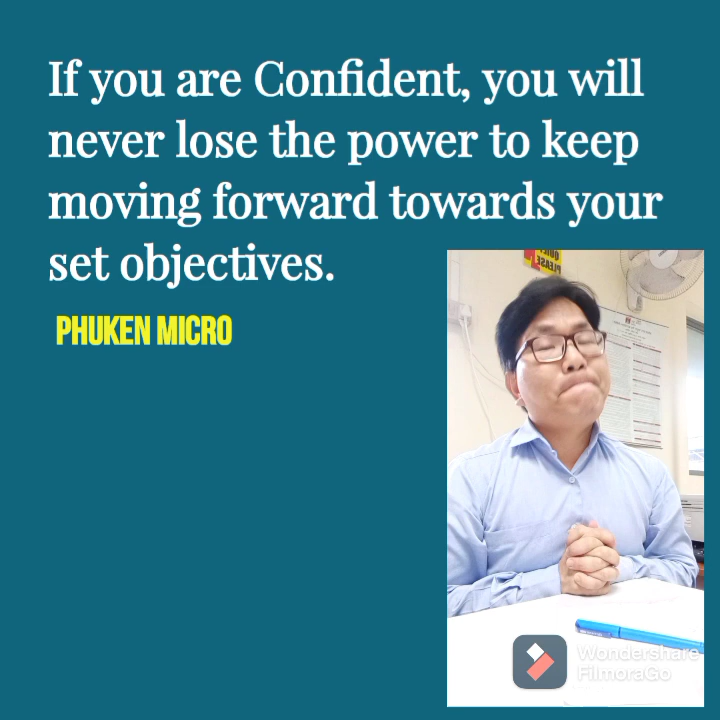 If you are Confident, you will
never lose the power to keep
moving forward towards your
set objectives.
PHUKEN MICRO
PLEASE
Wondershare
FilmoraGo